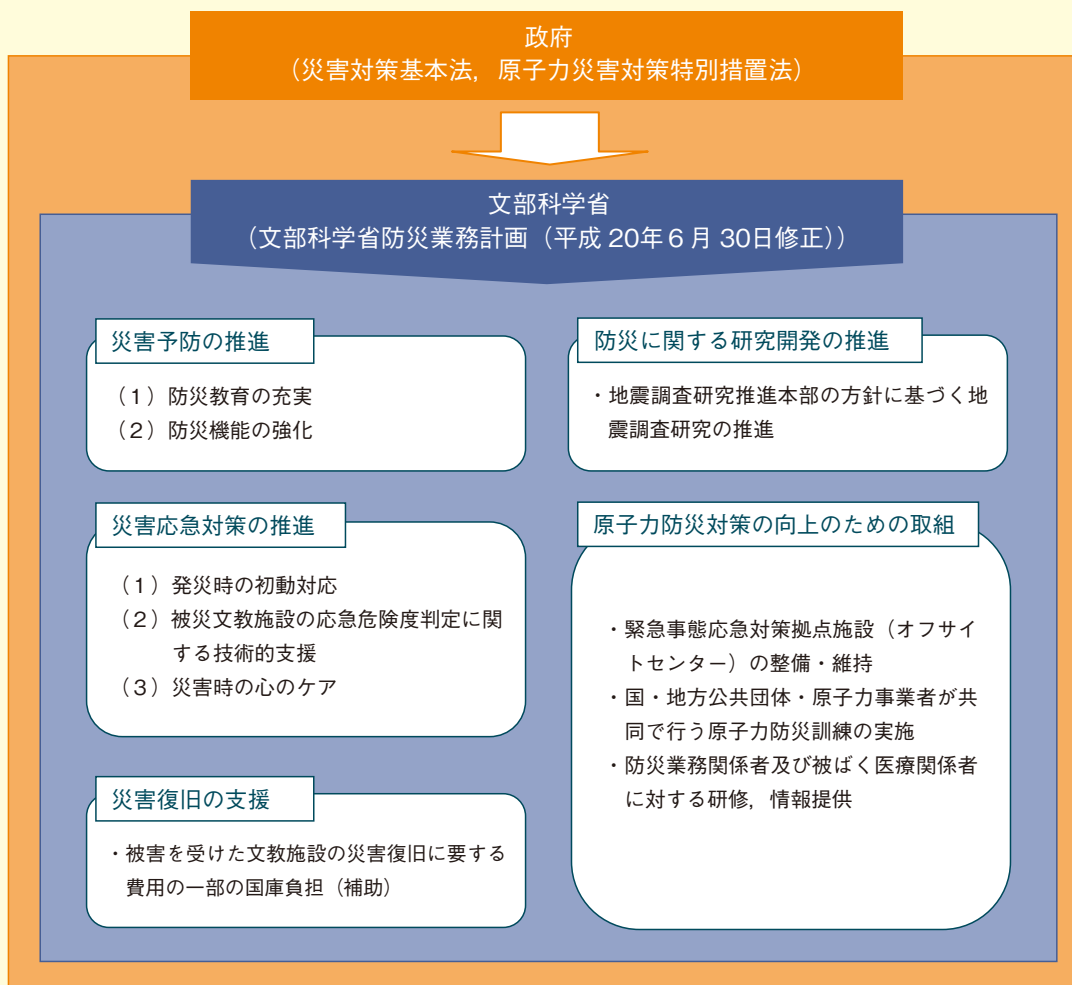 政府
（災害対策基本法，原子力災害対策特別措置法）
文部科学省
（文部科学省防災業務計画（平成 20年６月 30日修正））
災害予防の推進
（１）防災教育の充実
（２）防災機能の強化
災害応急対策の推進
（１）発災時の初動対応
（２）被災文教施設の応急危険度判定に関
する技術的支援
（３）災害時の心のケア
災害復旧の支援
・被害を受けた文教施設の災害復旧に要する
費用の一部の国庫負担（補助）
防災に関する研究開発の推進
・地震調査研究推進本部の方針に基づく地
震調査研究の推進
原子力防災対策の向上のための取組
・緊急事態応急対策拠点施設（オフサイ
トセンター）の整備・維持
・国・地方公共団体・原子力事業者が共
同で行う原子力防災訓練の実施
・防災業務関係者及び被ばく医療関係者
に対する研修，情報提供